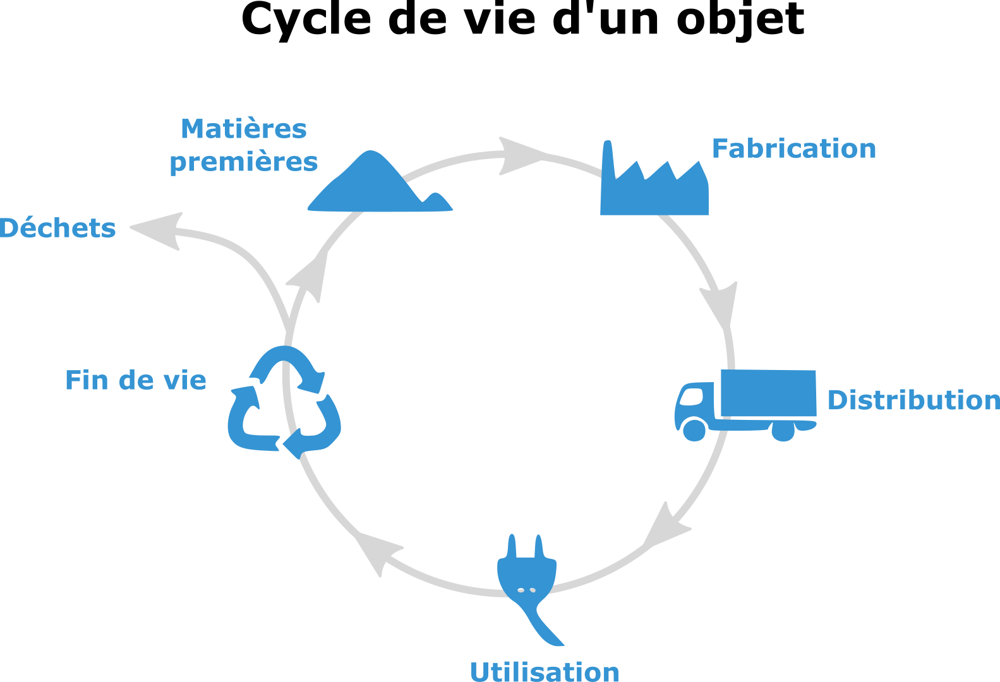 Cycle de vie d'un objet
Matières
premières
Fabrication
Déchets
Fin de vie
Distribution
Utilisation